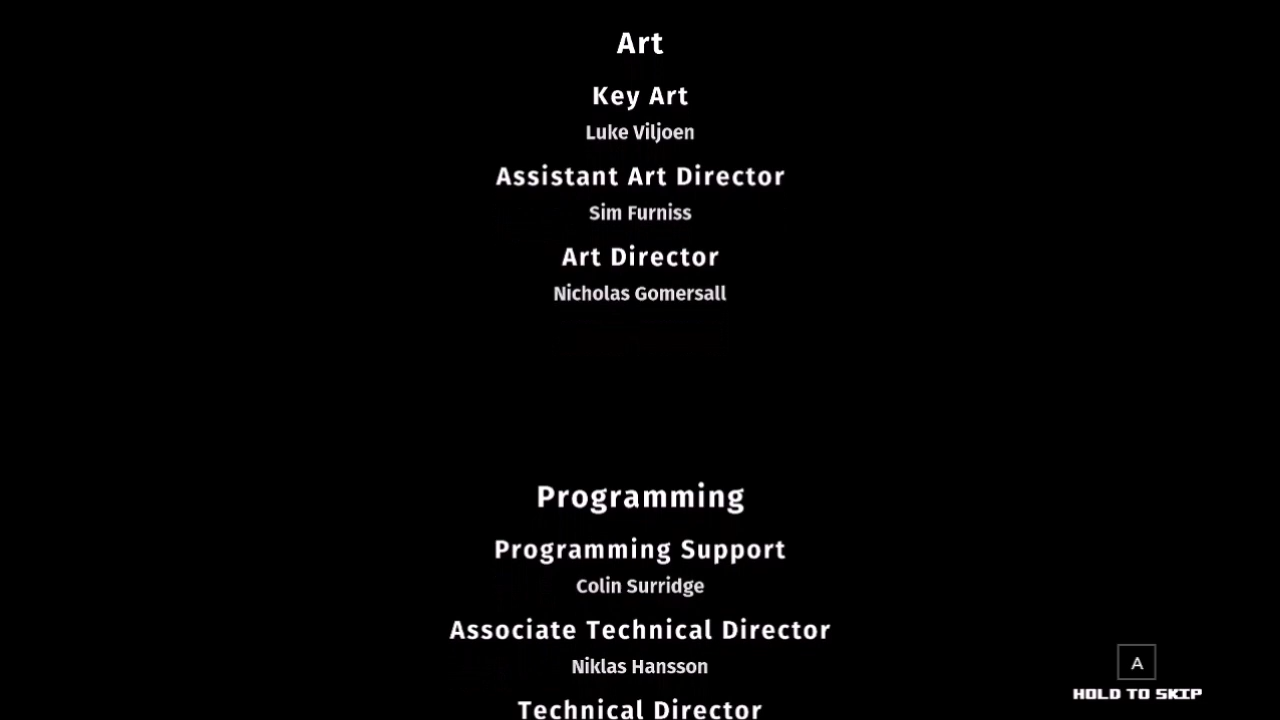 Art
Key Art
Luke Viljoen
Assistant Art Director
Sim Furniss
Art Director
Nicholas Gomersall
Programming
Programming Support
Colin Surridge
Associate Technical Director
Niklas Hansson
Technical Director
A
HOLD TO SKIP